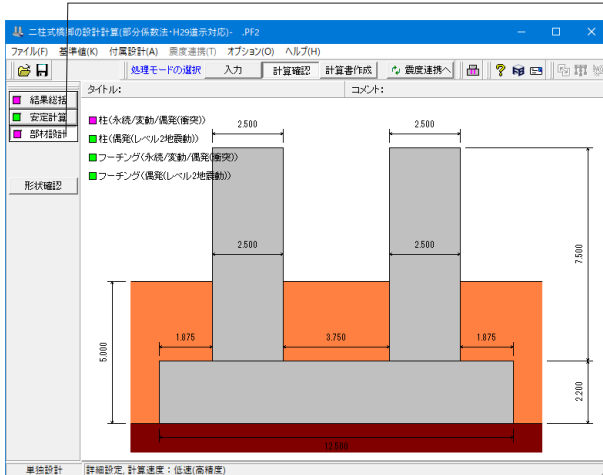 二柱式橋脚の設計計算(部分係数法・H29道示対応)- .PF2
ファイル(F) 基準値(K) 付属設計(A) 震度連携(T) オプション(O) ヘルプ(H)
処理モードの選択 入力 計算確認 計算書作成 震度連携へ
タイトル: コメント:
結果総括
安定計算
部材設計
形状確認
柱(永続/変動/偶発(衝突))
柱(偶発(レベル2地震動))
フーチング(永続/変動/偶発(衝突))
フーチング(偶発(レベル2地震動))
2.500 2.500
2.500 2.500
7.500
5.000
1.875 3.750 1.875
2.200
12.500
単独設計 詳細設定, 計算速度:低速(高精度)